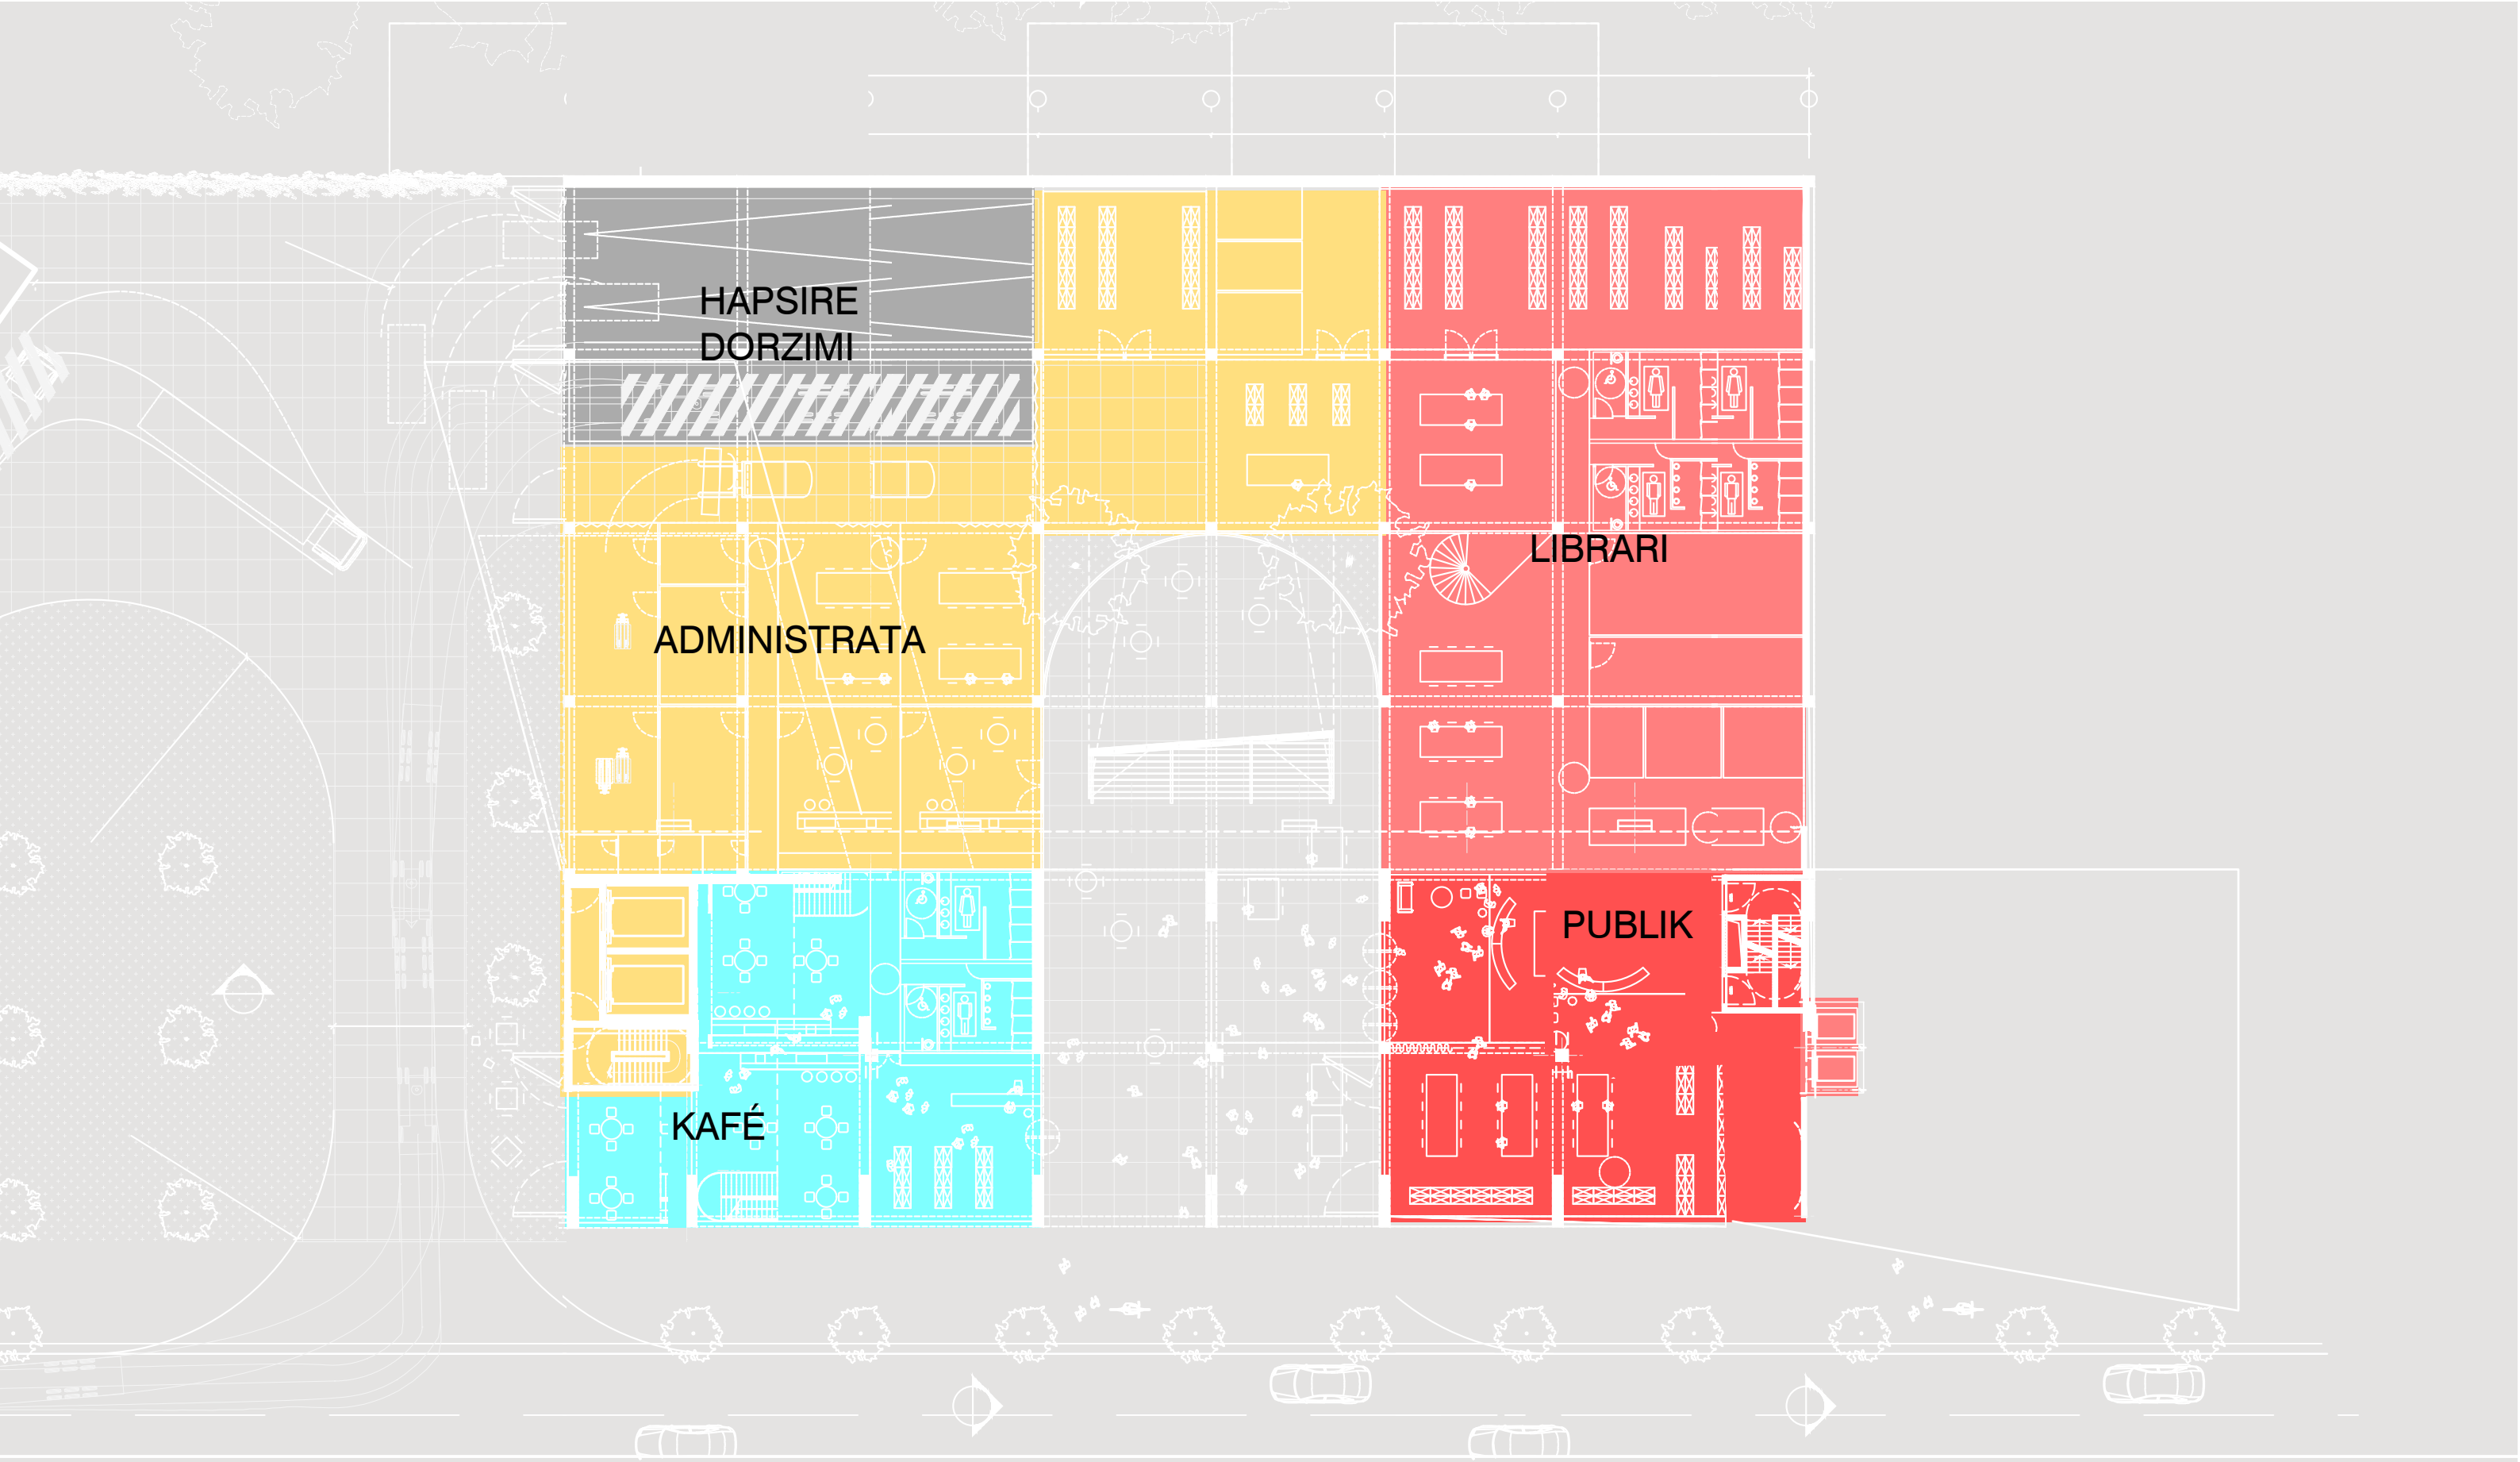 HAPSIRE
DORZIMI
LIBRARI
ADMINISTRATA
PUBLIK
KAFÉ